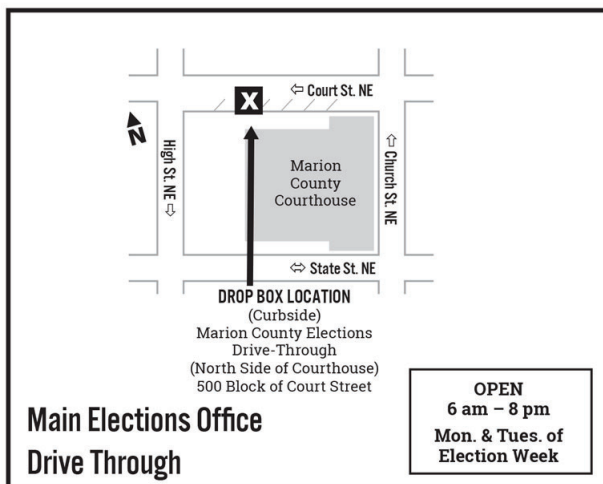 ⇦ Court St. NE
X
N
High St. NE ⇨
Marion
County
Courthouse
Church St. NE ⇨
⬄ State St. NE
DROP BOX LOCATION
(Curbside)
Marion County Elections
Drive-Through
(North Side of Courthouse)
500 Block of Court Street
OPEN
6 am – 8 pm
Mon. & Tues. of
Election Week
Main Elections Office
Drive Through